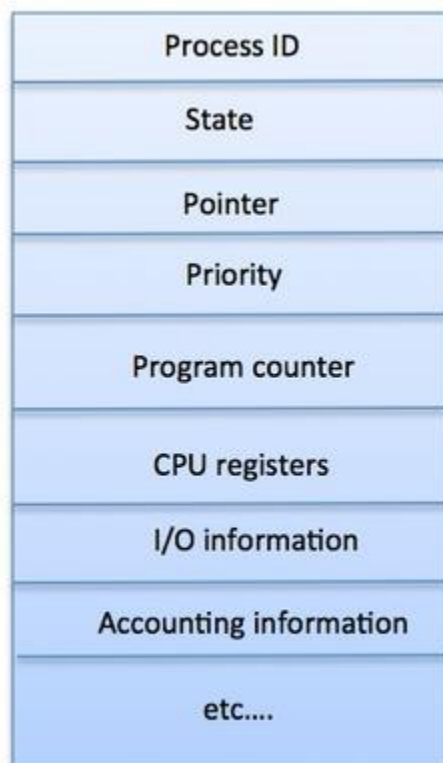 Process ID
State
Pointer
Priority
Program counter
CPU registers
I/O information
Accounting information
etc....